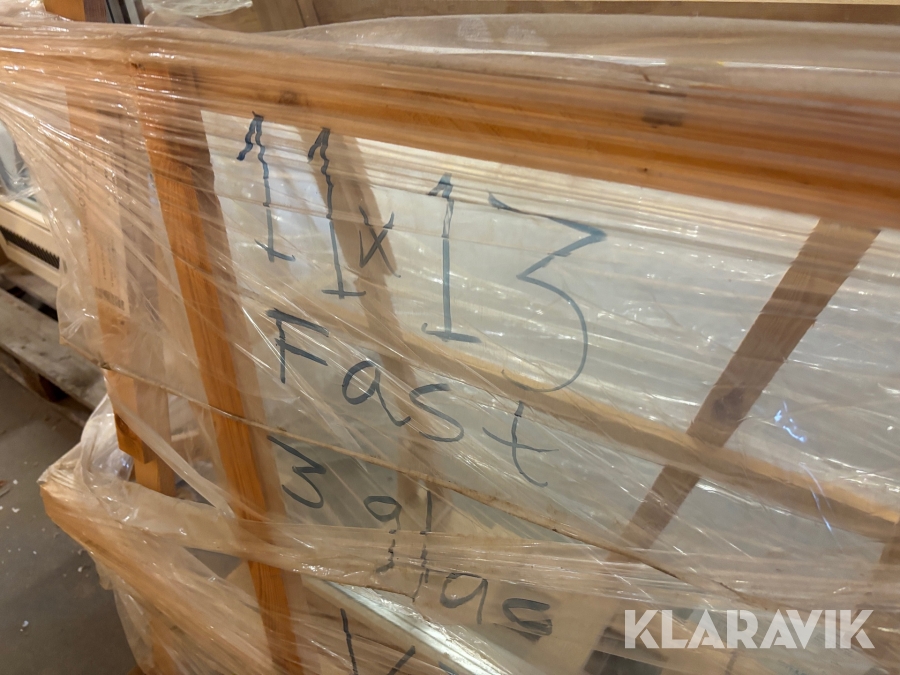 11x13
Fast
3 glas
KLARAVIK